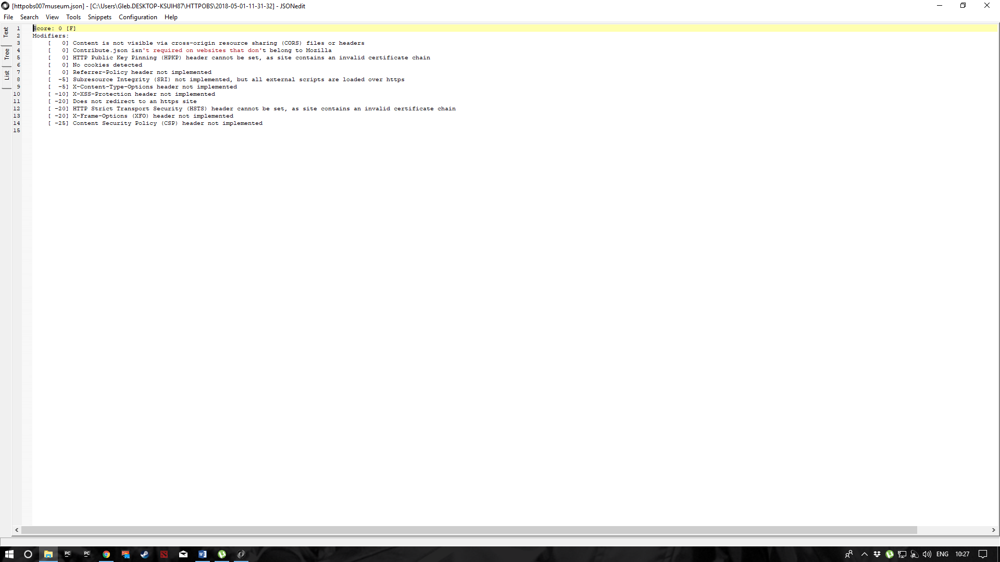 [httpobs007museum.json] - [C:\Users\Gleb.DESKTOP-KSUIH87\HTTPOBS\2018-05-01-11-31-32] - JSONedit
File Search View Tools Snippets Configuration Help
Text
Tree
List
1 Score: 0 [F]
2 Modifiers:
3 [   0] Content is not visible via cross-origin resource sharing (CORS) files or headers
4 [   0] Contribute.json isn't required on websites that don't belong to Mozilla
5 [   0] HTTP Public Key Pinning (HPKP) header cannot be set, as site contains an invalid certificate chain
6 [   0] No cookies detected
7 [   0] Referrer-Policy header not implemented
8 [  -5] Subresource Integrity (SRI) not implemented, but all external scripts are loaded over https
9 [  -5] X-Content-Type-Options header not implemented
10 [ -10] X-XSS-Protection header not implemented
11 [ -20] Does not redirect to an https site
12 [ -20] HTTP Strict Transport Security (HSTS) header cannot be set, as site contains an invalid certificate chain
13 [ -20] X-Frame-Options (XFO) header not implemented
14 [ -25] Content Security Policy (CSP) header not implemented
15
PC PC ENG 10:27